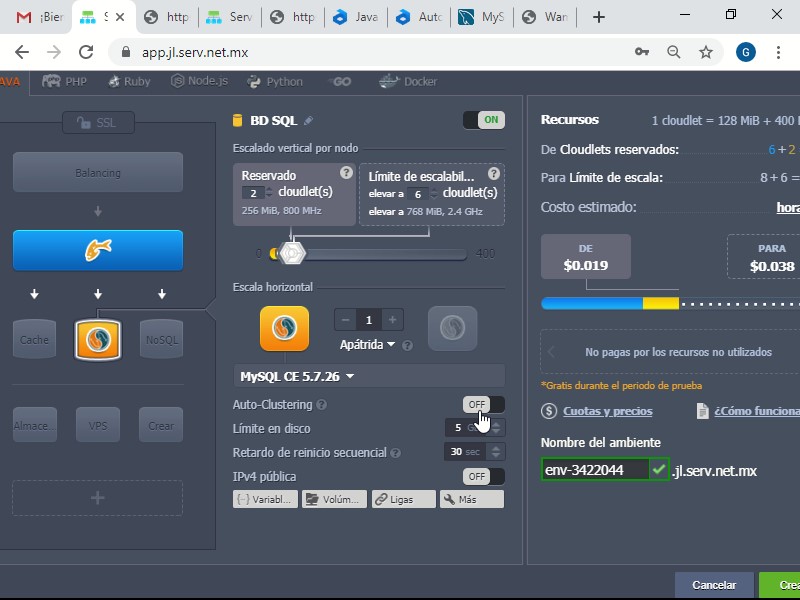 ¡Bier
S
http
Serv
http
Java
Auto
MyS
Wan
app.jl.serv.net.mx
G
AVA
PHP
Ruby
Node.js
Python
GO
Docker
SSL
Balancing
Cache
NoSQL
Almace...
VPS
Crear
BD SQL
ON
Escalado vertical por nodo
Reservado
2 cloudlet(s)
256 MiB, 800 MHz
Límite de escalabil...
elevar a 6 cloudlet(s)
elevar a 768 MiB, 2.4 GHz
0
400
Escala horizontal
1
Apátrida
MySQL CE 5.7.26
Auto-Clustering
OFF
Límite en disco
5
Retardo de reinicio secuencial
30 sec
IPv4 pública
OFF
{-} Variabl...
Volúm...
Ligas
Más
Recursos
1 cloudlet = 128 MiB + 400 
De Cloudlets reservados:
6+2
Para Límite de escala:
8+6 =
Costo estimado:
hora
DE
$0.019
PARA
$0.038
No pagas por los recursos no utilizados
*Gratis durante el periodo de prueba
Cuotas y precios
¿Cómo funciona
Nombre del ambiente
env-3422044 .jl.serv.net.mx
Cancelar
Crea